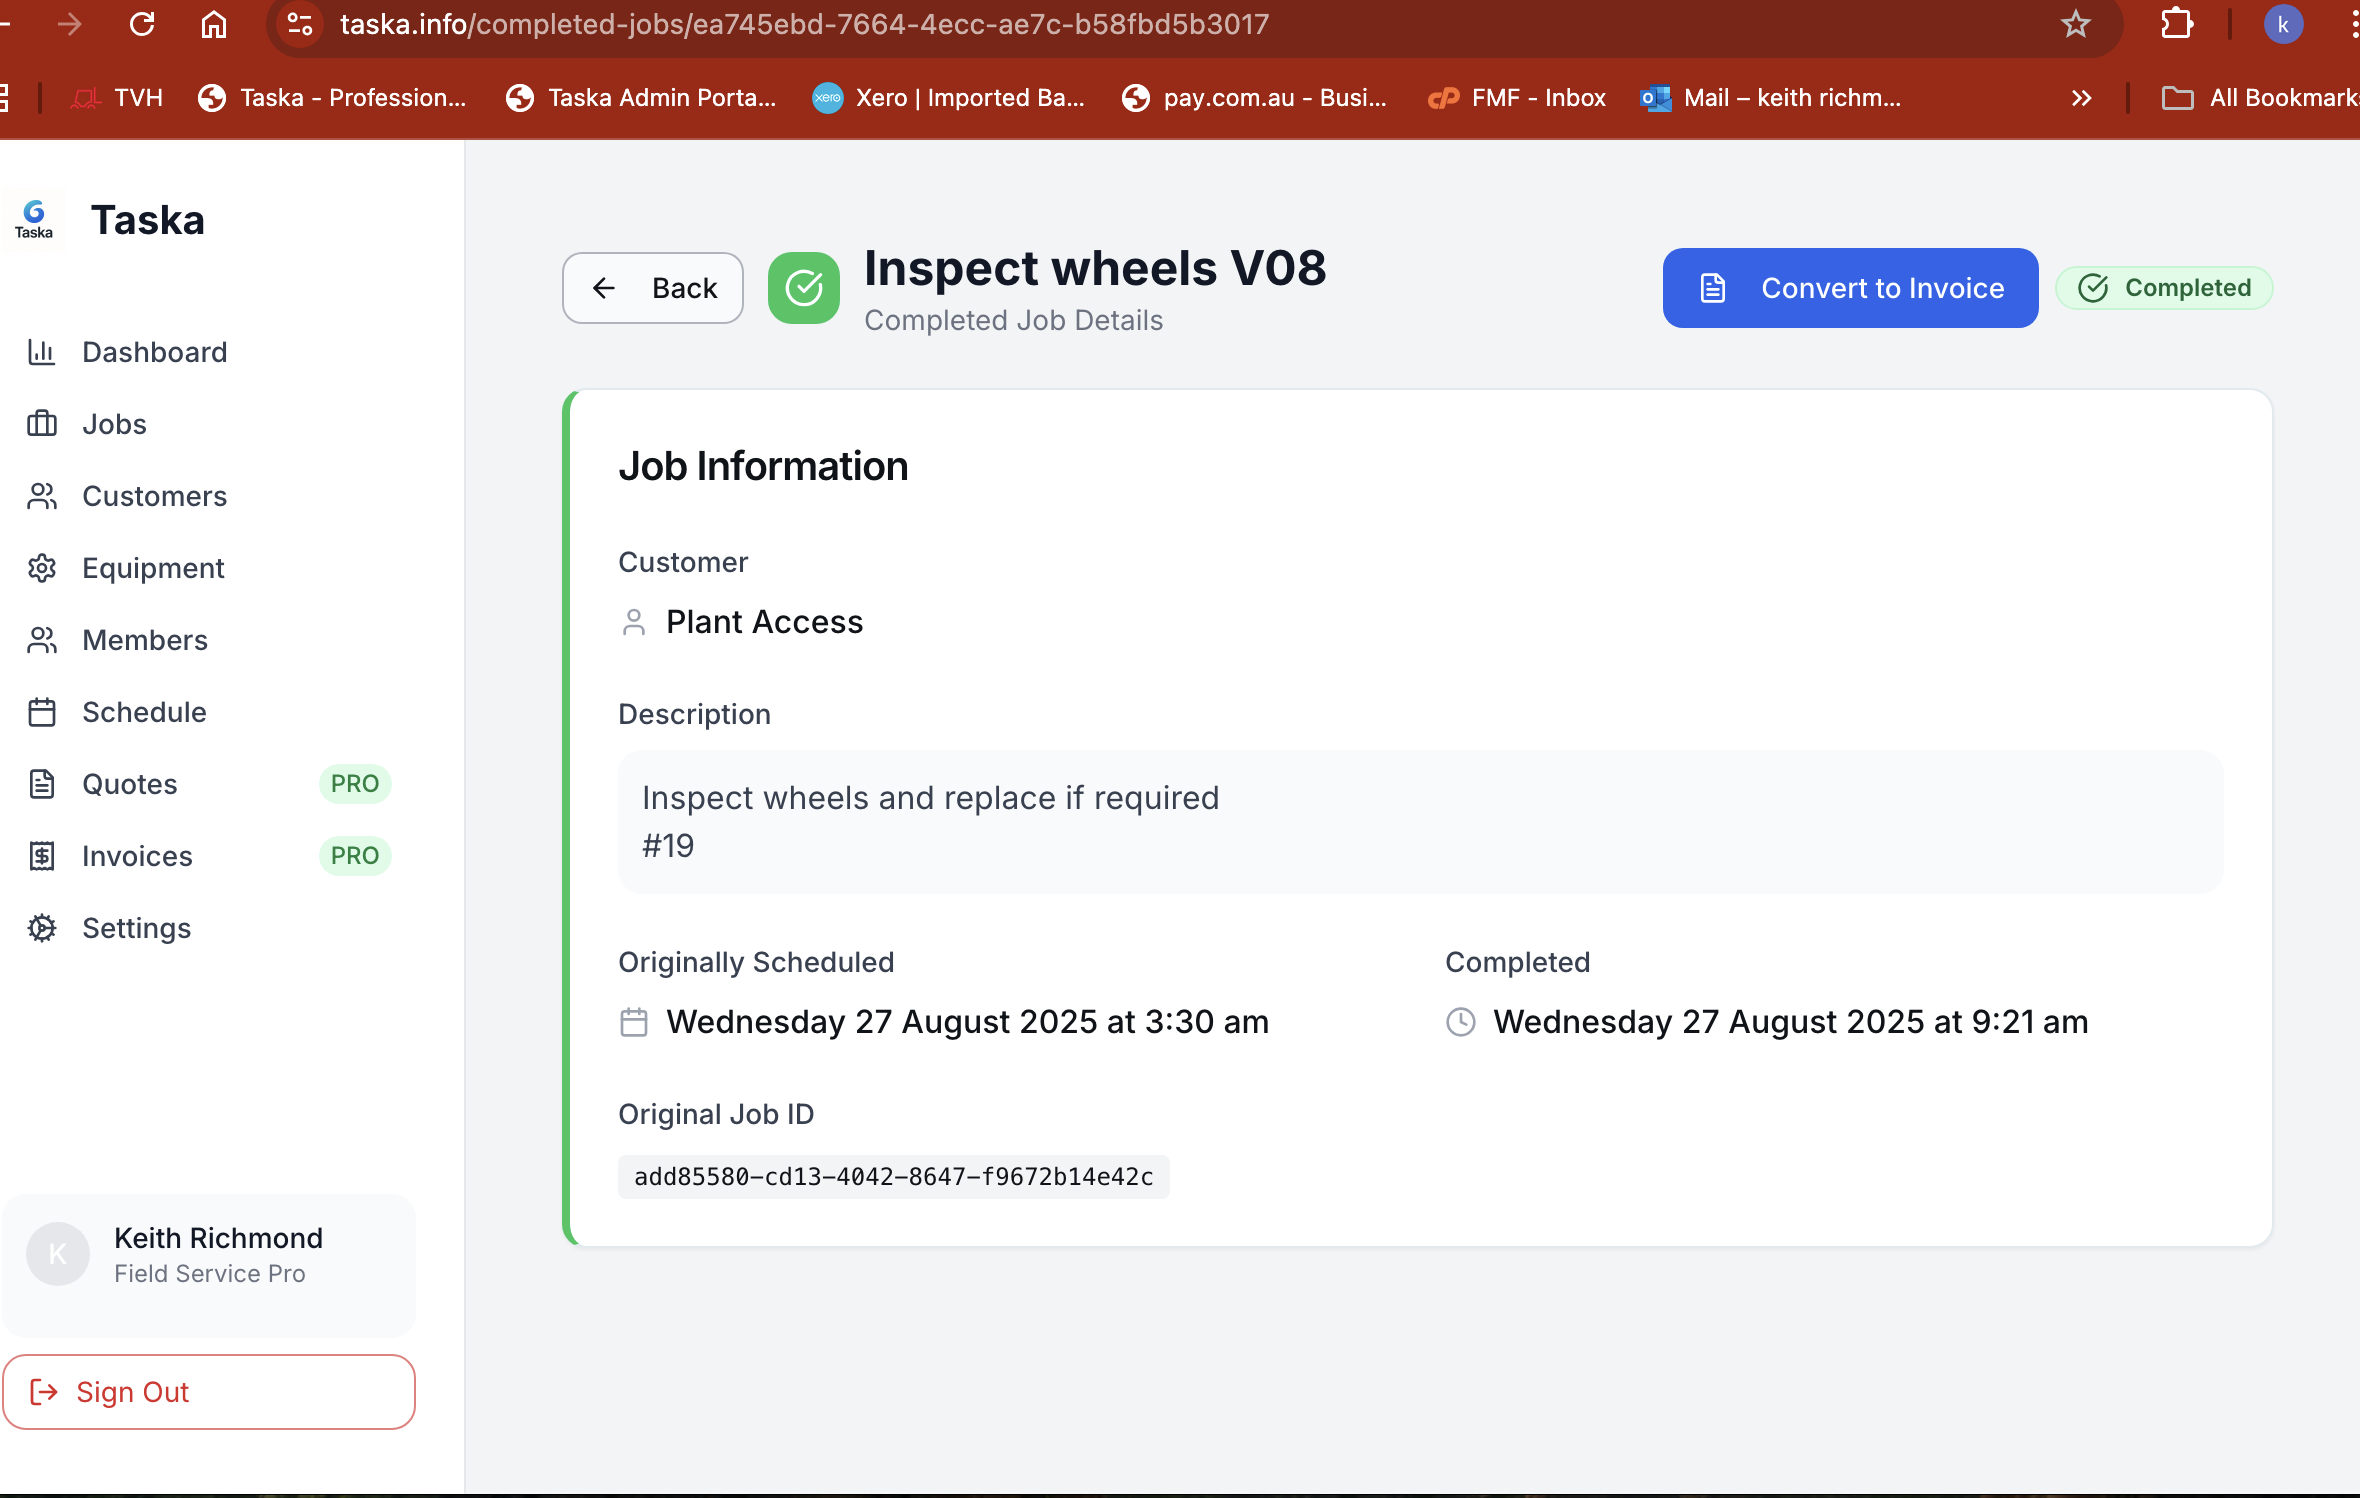 taska.info/completed-jobs/ea745ebd-7664-4ecc-ae7c-b58fbd5b3017
k
TVH
Taska - Profession...
Taska Admin Porta...
xero
Xero | Imported Ba...
pay.com.au - Busi...
FMF - Inbox
Mail – keith richm...
All Bookmarks
Taska
Taska
Dashboard
Jobs
Customers
Equipment
Members
Schedule
Quotes PRO
Invoices PRO
Settings
K
Keith Richmond
Field Service Pro
Sign Out
Back
Inspect wheels V08
Completed Job Details
Convert to Invoice
Completed
Job Information
Customer
Plant Access
Description
Inspect wheels and replace if required
#19
Originally Scheduled
Wednesday 27 August 2025 at 3:30 am
Completed
Wednesday 27 August 2025 at 9:21 am
Original Job ID
add85580-cd13-4042-8647-f9672b14e42c